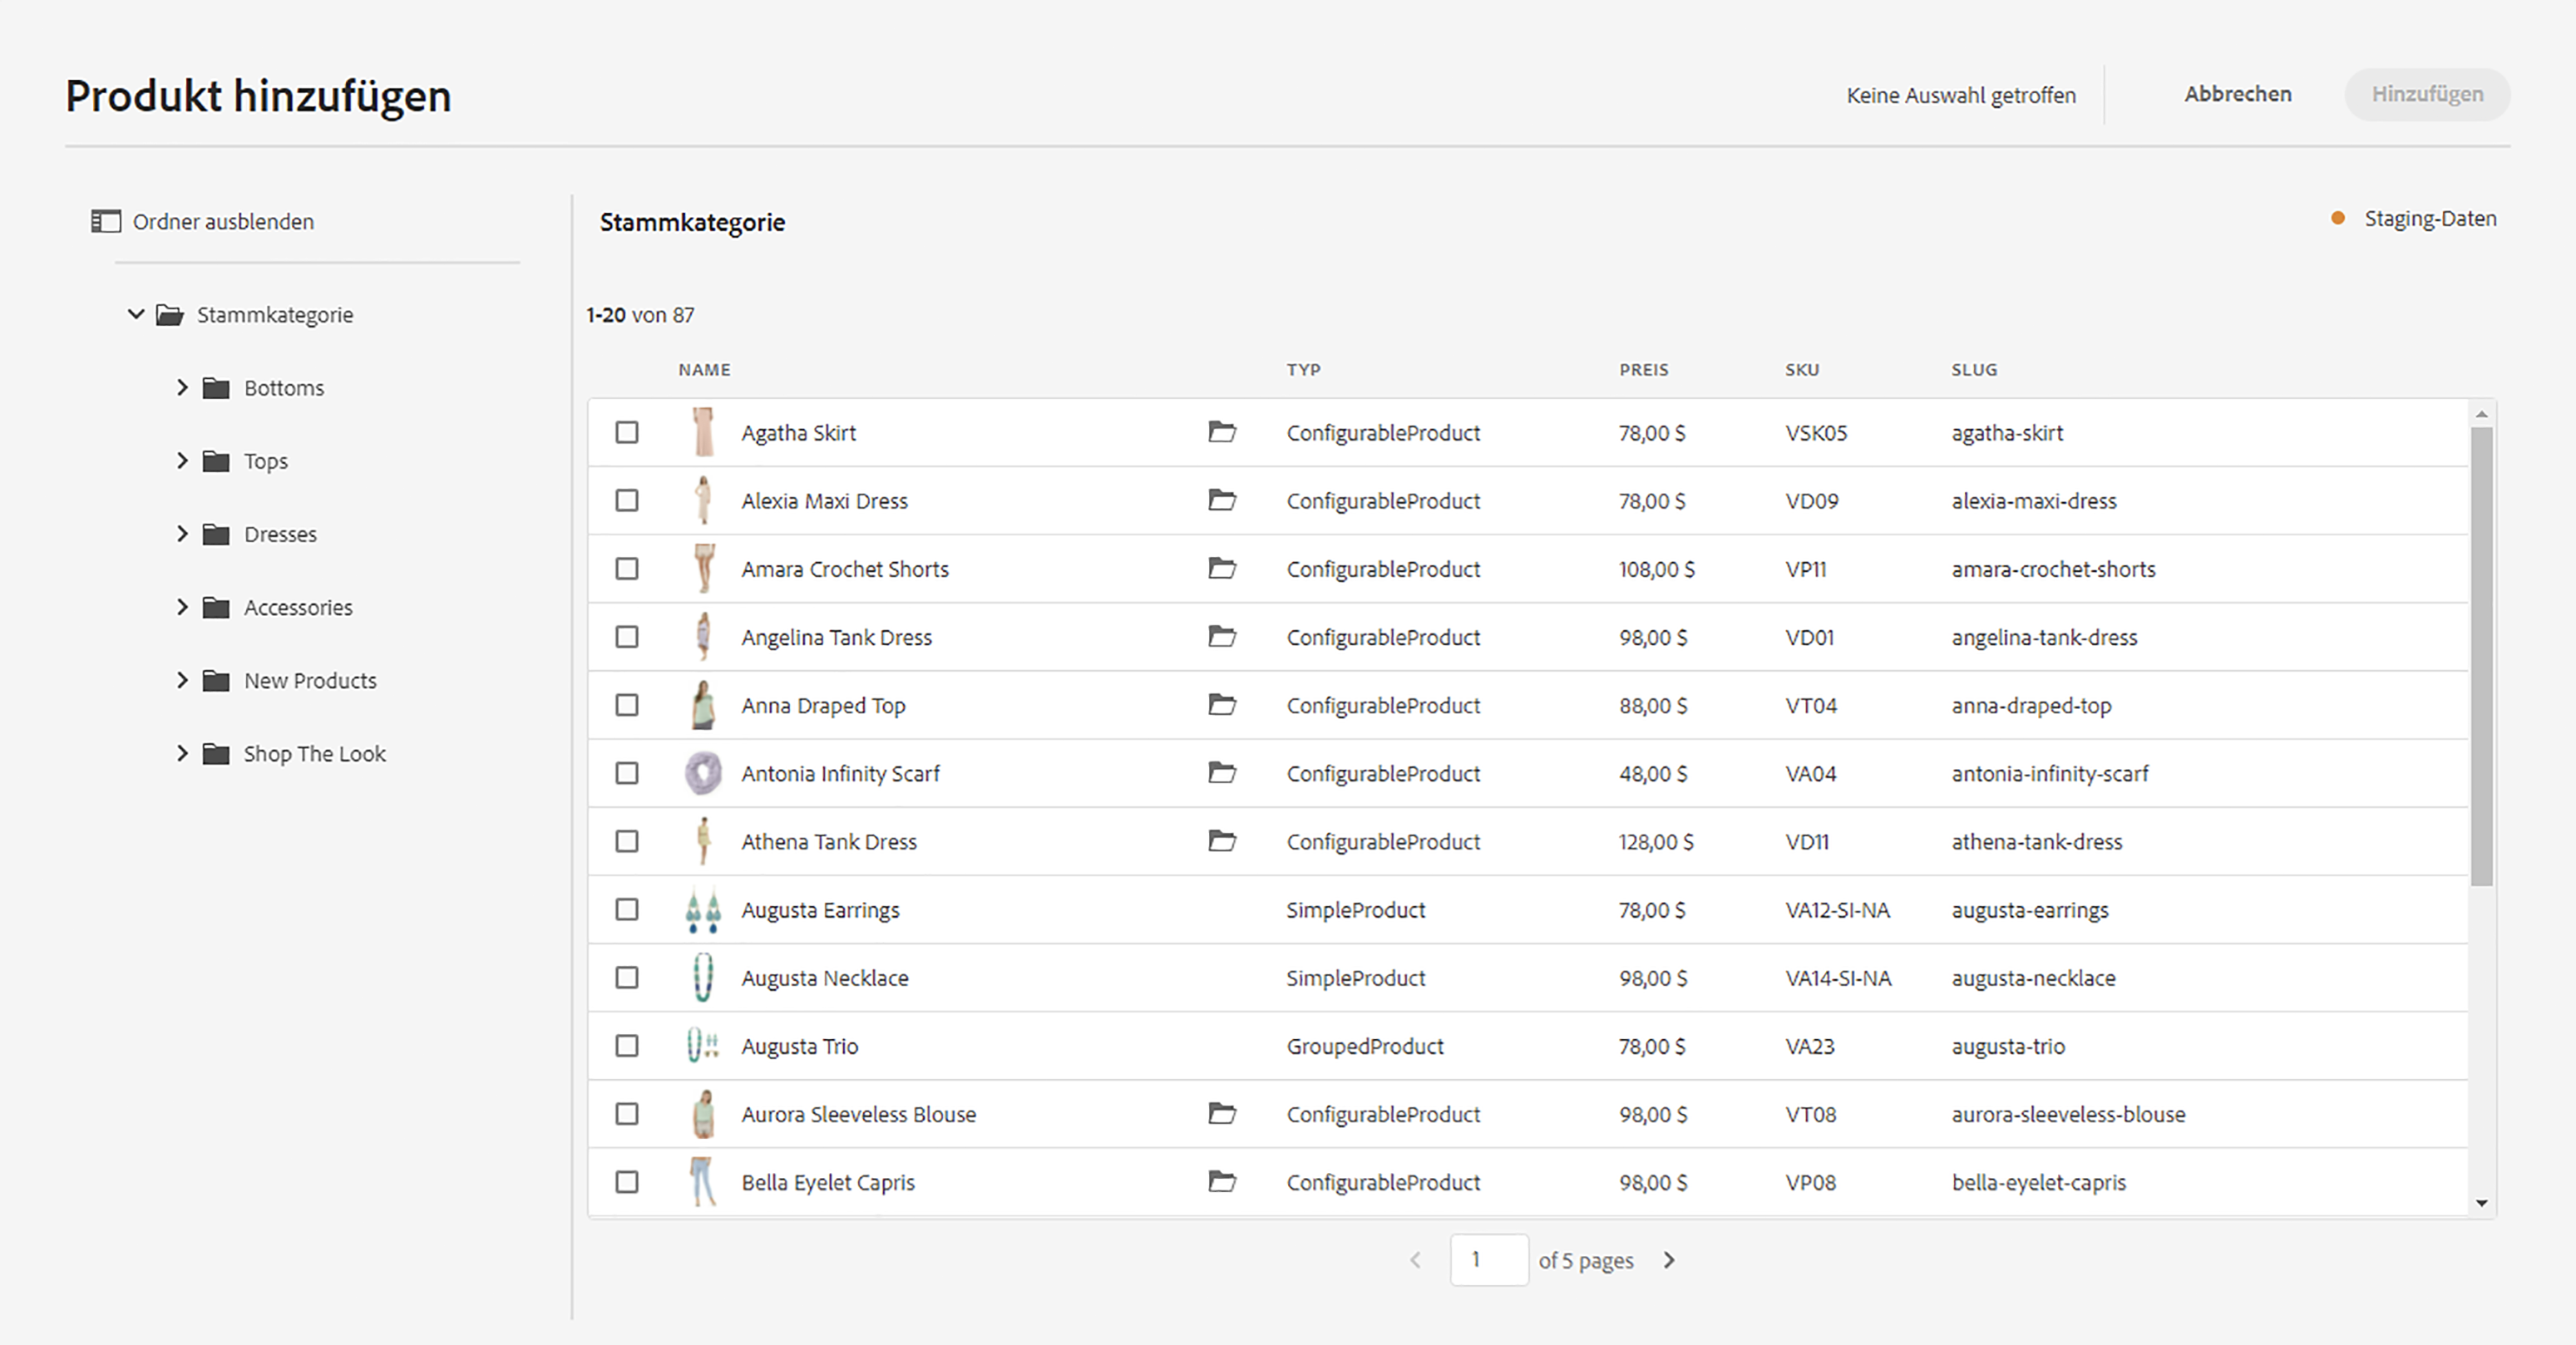 Produkt hinzufügen
Keine Auswahl getroffen
Abbrechen
Hinzufügen
Ordner ausblenden
Stammkategorie
Bottoms
Tops
Dresses
Accessories
New Products
Shop The Look
Stammkategorie
Staging-Daten
1-20 von 87
NAME TYP PREIS SKU SLUG
Agatha Skirt ConfigurableProduct 78,00 $ VSK05 agatha-skirt
Alexia Maxi Dress ConfigurableProduct 78,00 $ VD09 alexia-maxi-dress
Amara Crochet Shorts ConfigurableProduct 108,00 $ VP11 amara-crochet-shorts
Angelina Tank Dress ConfigurableProduct 98,00 $ VD01 angelina-tank-dress
Anna Draped Top ConfigurableProduct 88,00 $ VT04 anna-draped-top
Antonia Infinity Scarf ConfigurableProduct 48,00 $ VA04 antonia-infinity-scarf
Athena Tank Dress ConfigurableProduct 128,00 $ VD11 athena-tank-dress
Augusta Earrings SimpleProduct 78,00 $ VA12-SI-NA augusta-earrings
Augusta Necklace SimpleProduct 98,00 $ VA14-SI-NA augusta-necklace
Augusta Trio GroupedProduct 78,00 $ VA23 augusta-trio
Aurora Sleeveless Blouse ConfigurableProduct 98,00 $ VT08 aurora-sleeveless-blouse
Bella Eyelet Capris ConfigurableProduct 98,00 $ VP08 bella-eyelet-capris
1 of 5 pages